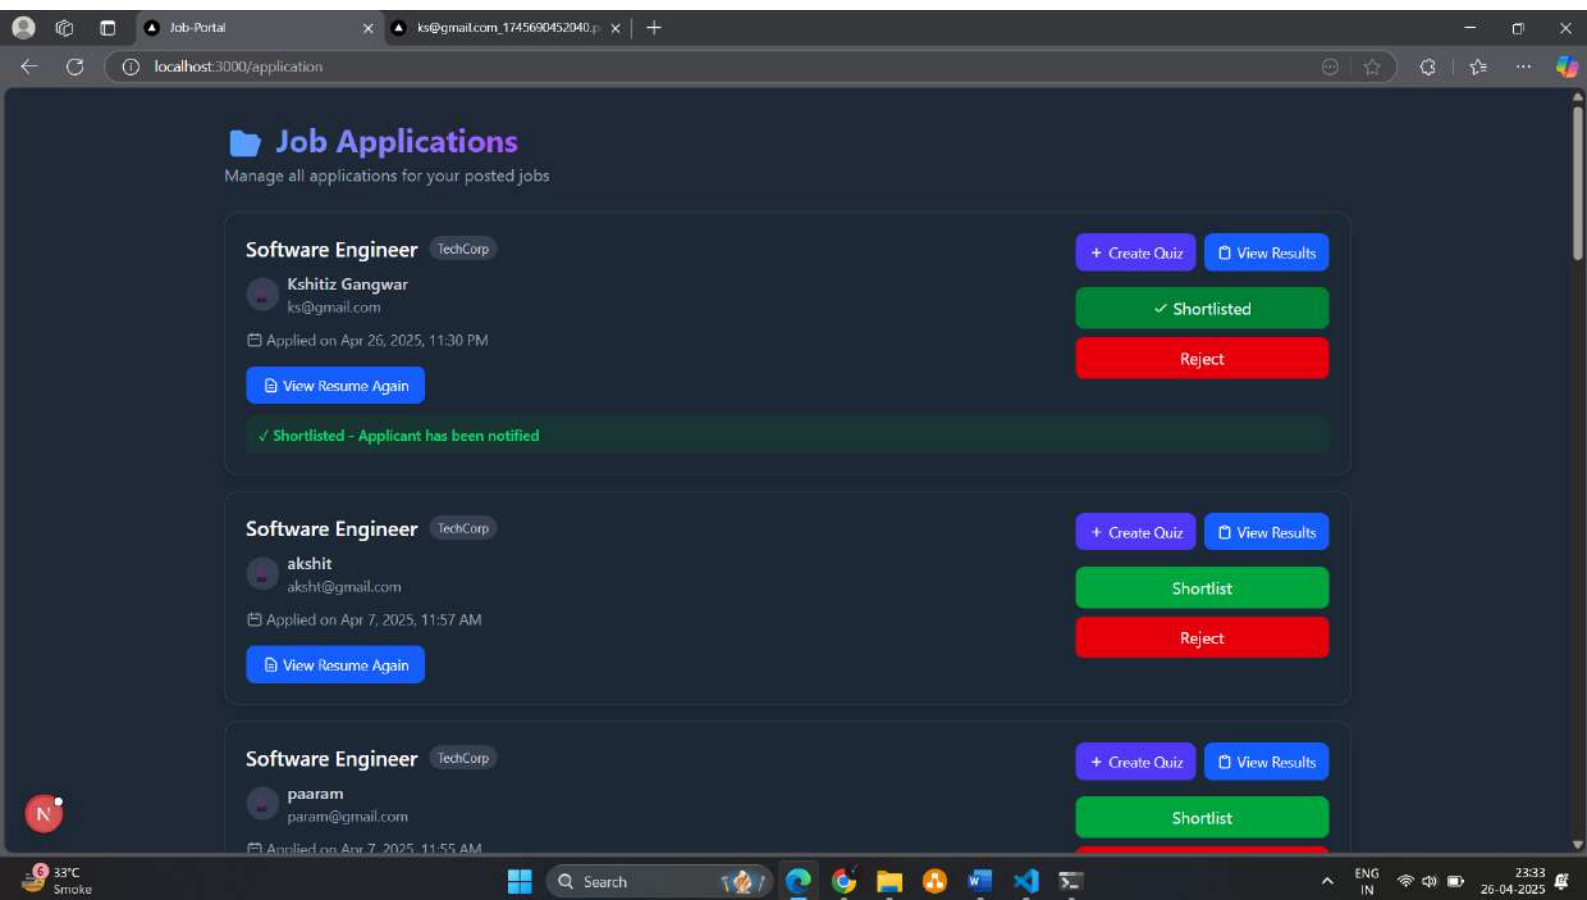 Job-Portal
ks@gmail.com_1745690452040.p
localhost:3000/application
Job Applications
Manage all applications for your posted jobs
Software Engineer TechCorp
+ Create Quiz View Results
Kshitiz Gangwar
ks@gmail.com
✓ Shortlisted
Applied on Apr 26, 2025, 11:30 PM
Reject
View Resume Again
✓ Shortlisted - Applicant has been notified
Software Engineer TechCorp
+ Create Quiz View Results
akshit
aksht@gmail.com
Shortlist
Applied on Apr 7, 2025, 11:57 AM
Reject
View Resume Again
Software Engineer TechCorp
+ Create Quiz View Results
paaram
param@gmail.com
Shortlist
Applied on Apr 7, 2025, 11:55 AM
N
6
33°C
Smoke
Search
ENG
IN
23:33
26-04-2025